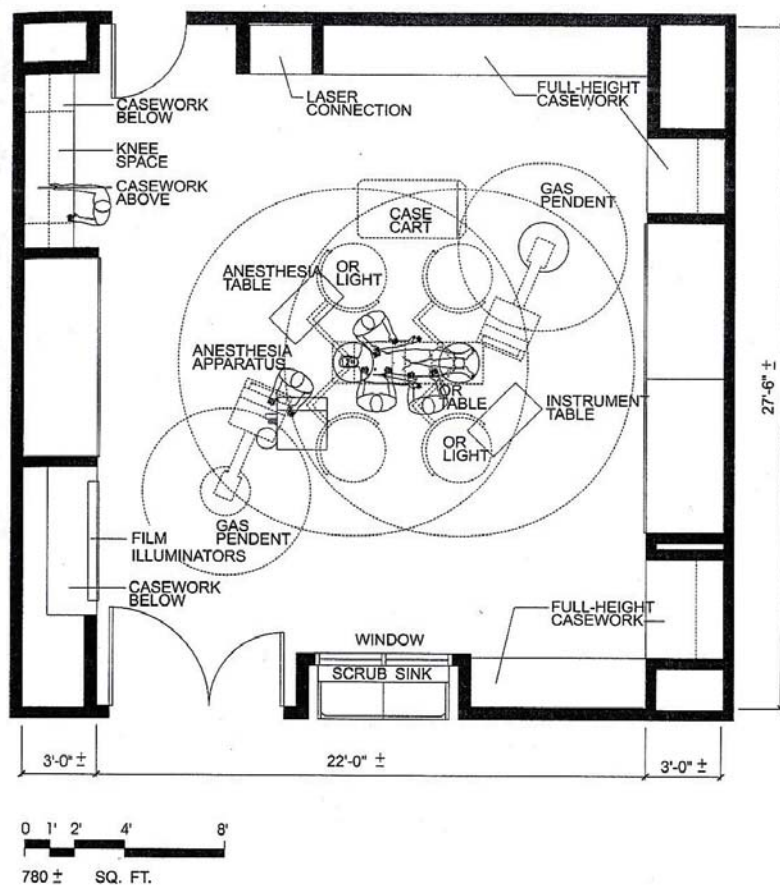 CASEWORK
BELOW
KNEE
SPACE
CASEWORK
ABOVE
LASER
CONNECTION
FULL-HEIGHT
CASEWORK
GAS
PENDENT
CASE
CART
ANESTHESIA
TABLE
OR
LIGHT
ANESTHESIA
APPARATUS
OR
TABLE
INSTRUMENT
TABLE
OR
LIGHT
27'-6" ±
GAS
PENDENT
FILM
ILLUMINATORS
CASEWORK
BELOW
FULL-HEIGHT
CASEWORK
WINDOW
SCRUB SINK
3'-0" ±
22'-0" ±
3'-0" ±
0 1' 2' 4' 8'
780 ± SQ. FT.